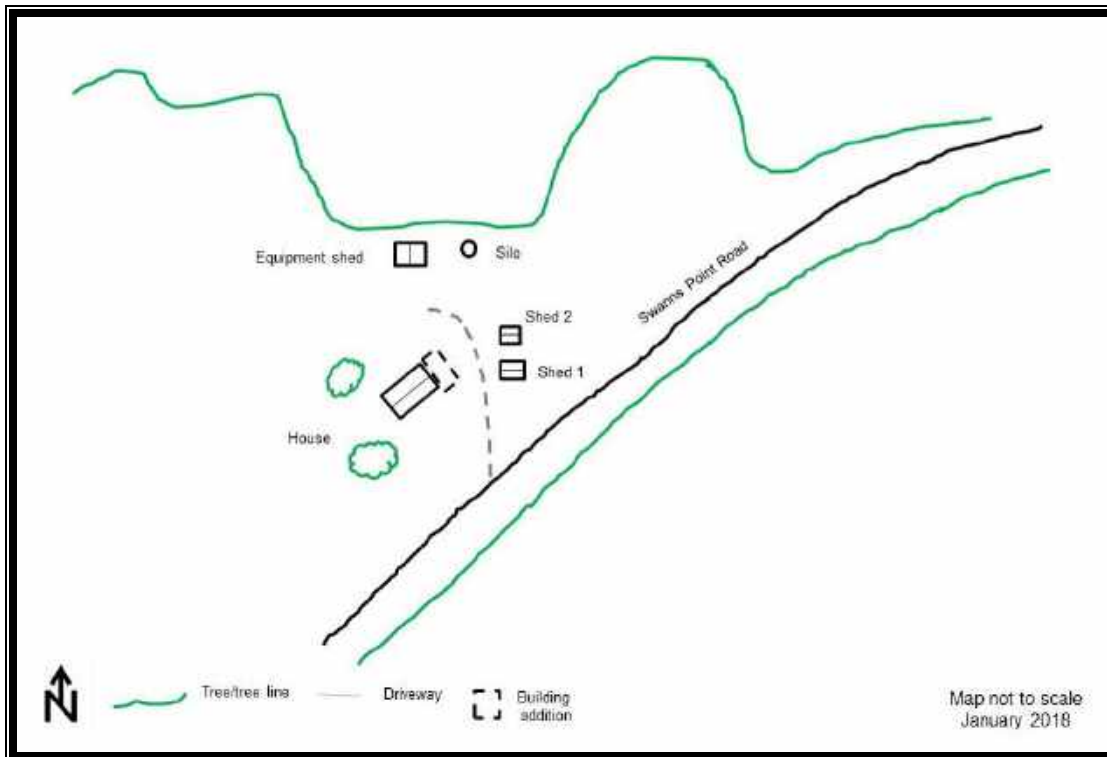 Equipment shed
Silo
Swanns Point Road
Shed 2
Shed 1
House
N
Tree/tree line
Driveway
Building
addition
Map not to scale
January 2018